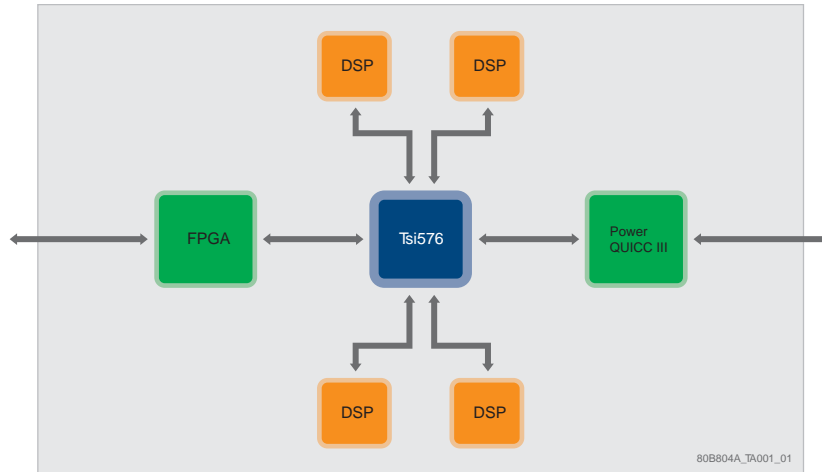 DSP
DSP
FPGA
Tsi576
Power
QUICC III
DSP
DSP
80B804A_TA001_01